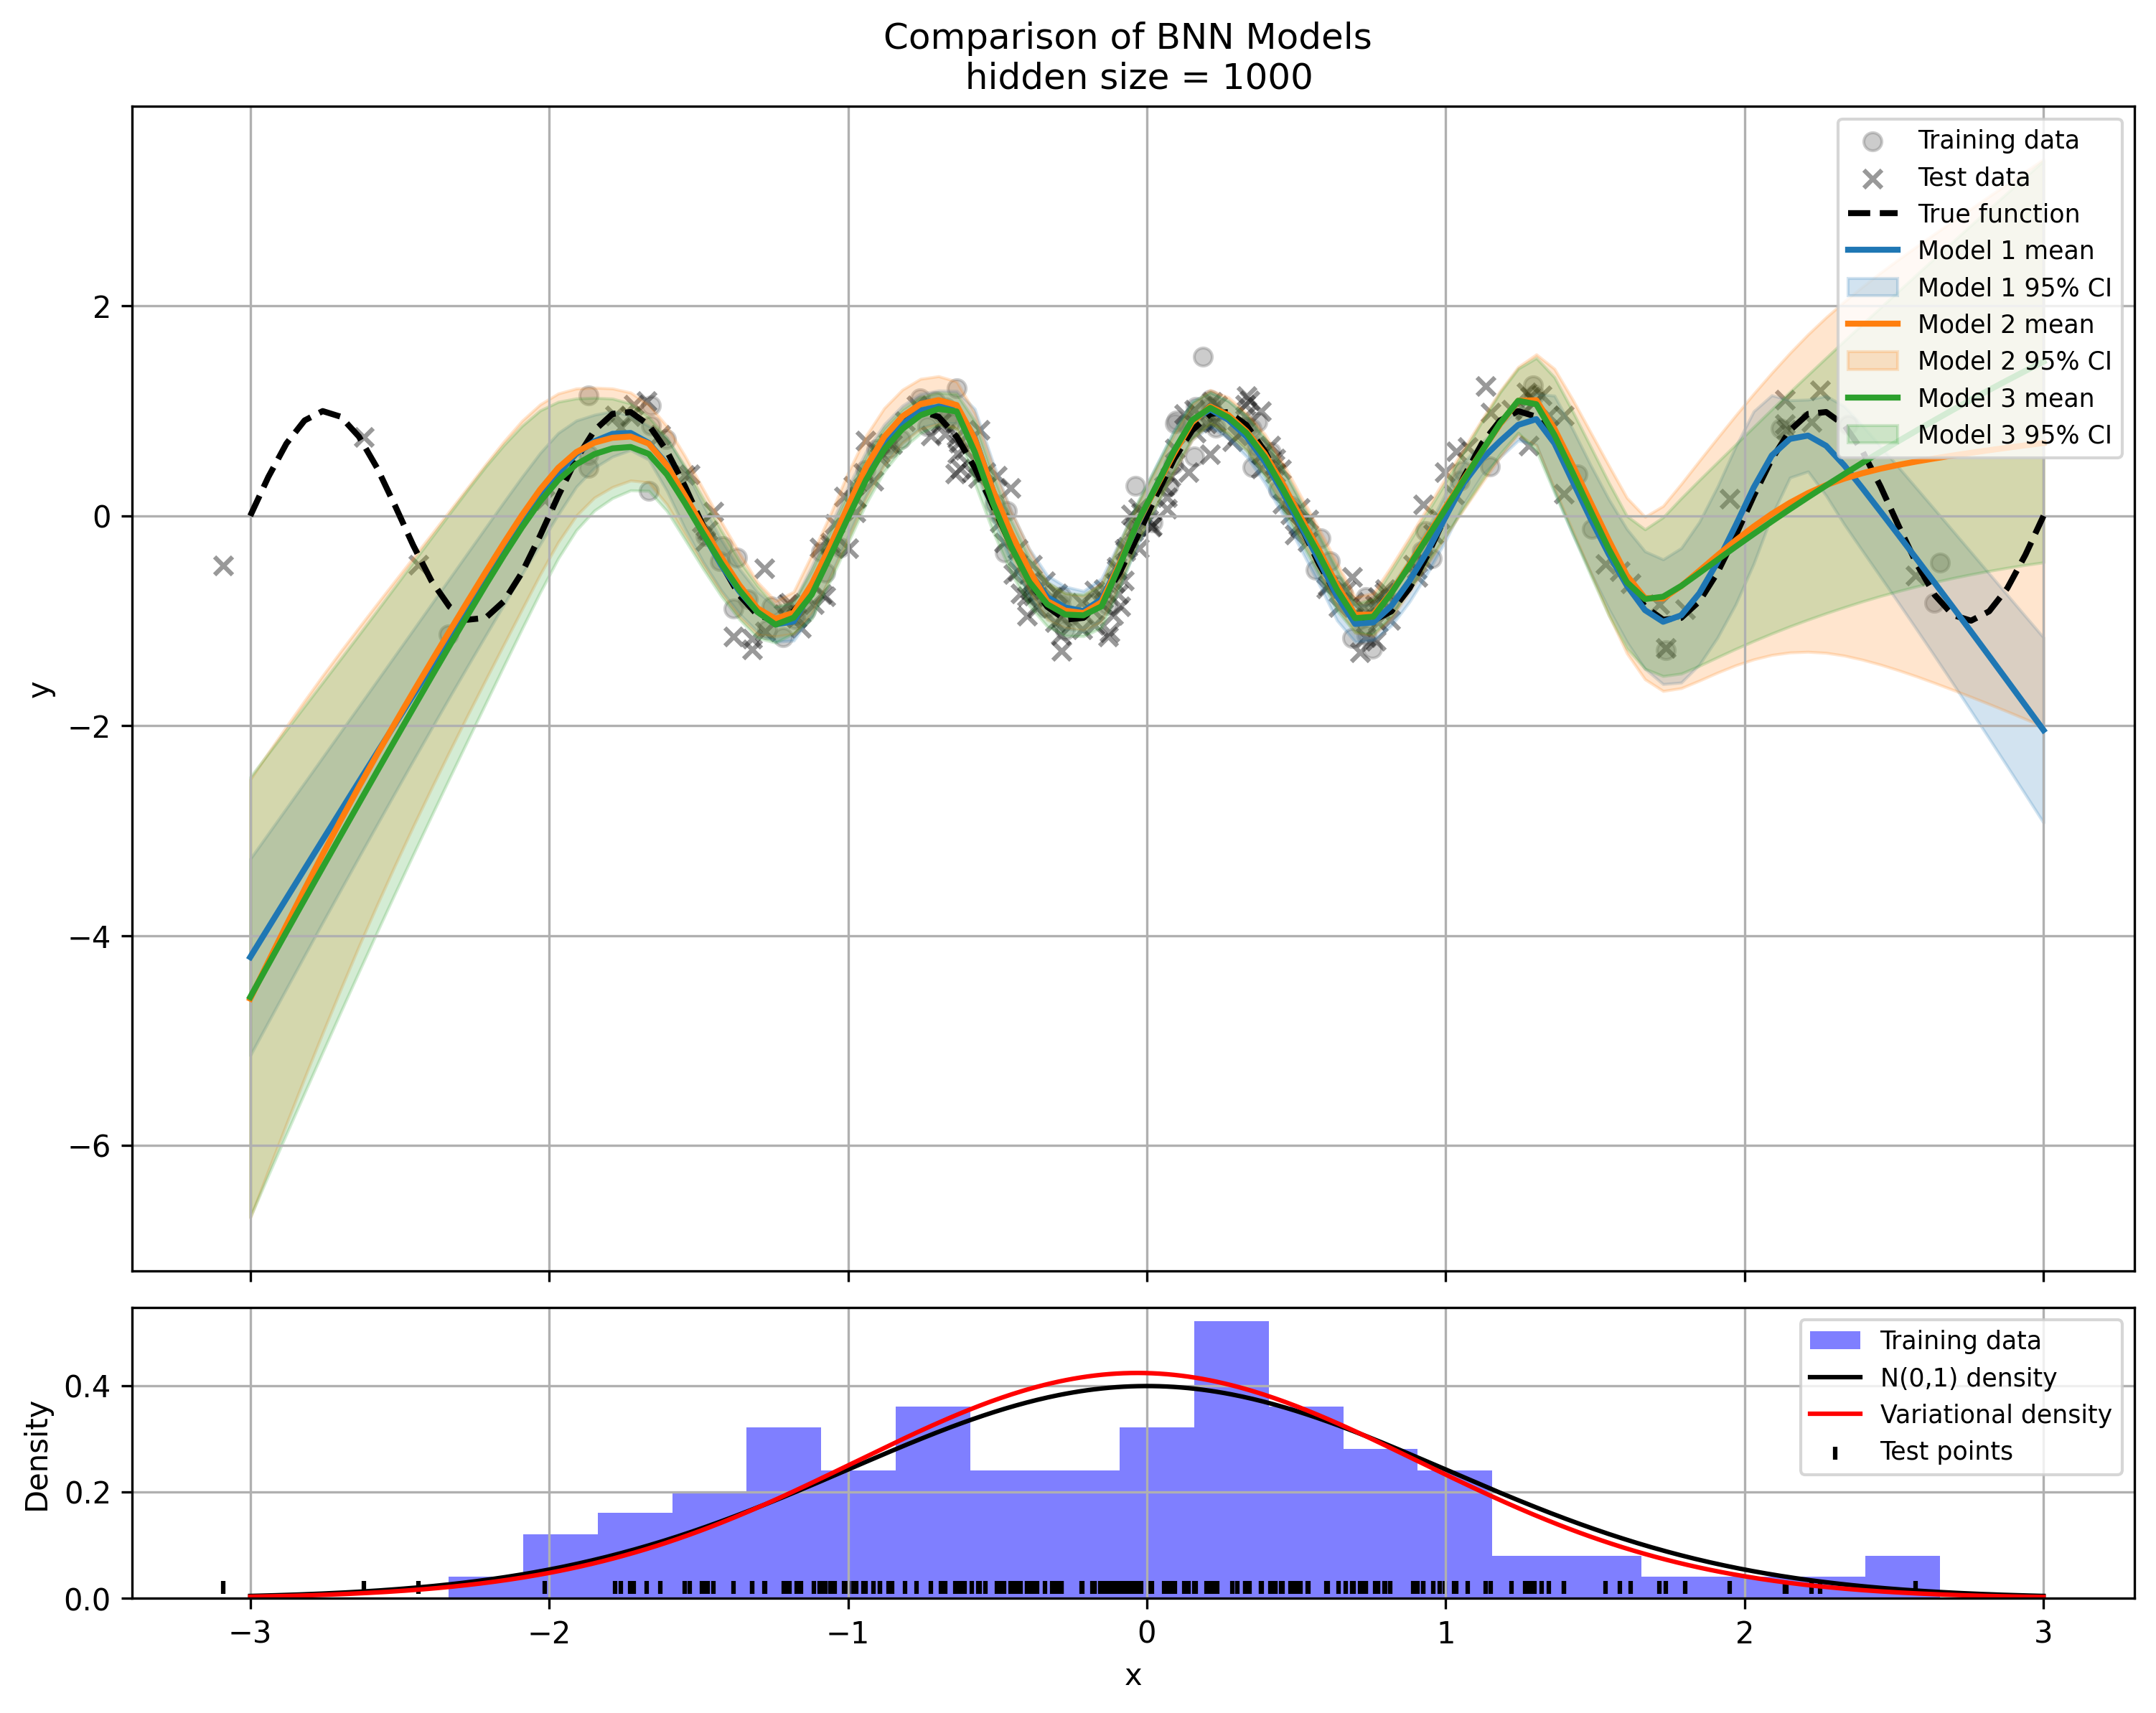 Comparison of BNN Models
hidden size = 1000
Training data
Test data
True function
Model 1 mean
Model 1 95% CI
Model 2 mean
Model 2 95% CI
Model 3 mean
Model 3 95% CI
2
0
−2
−4
−6
y
Training data
N(0,1) density
Variational density
Test points
0.4
0.2
0.0
Density
−3
−2
−1
0
1
2
3
x